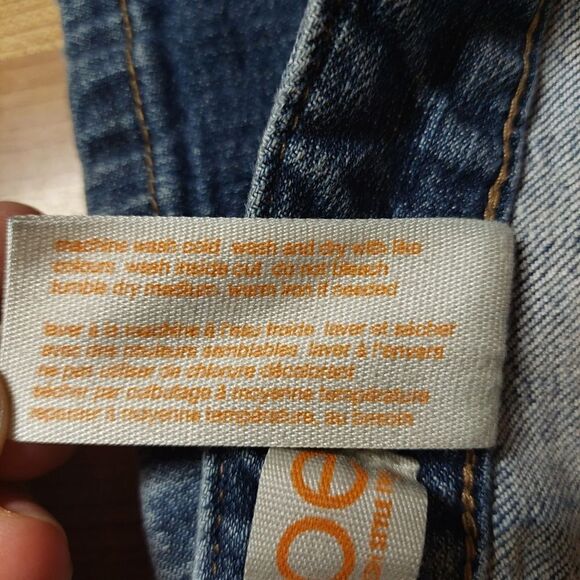 machine wash cold wash and dry with like
colours wash inside out do not bleach
tumble dry medium warm iron if needed
laver à la machine à l'eau froide laver et sécher
avec des couleurs semblables laver à l'envers
ne pas utiliser de chlorure décolorant
sécher par culbutage à moyenne température
repasser à moyenne température, au besoin
oe